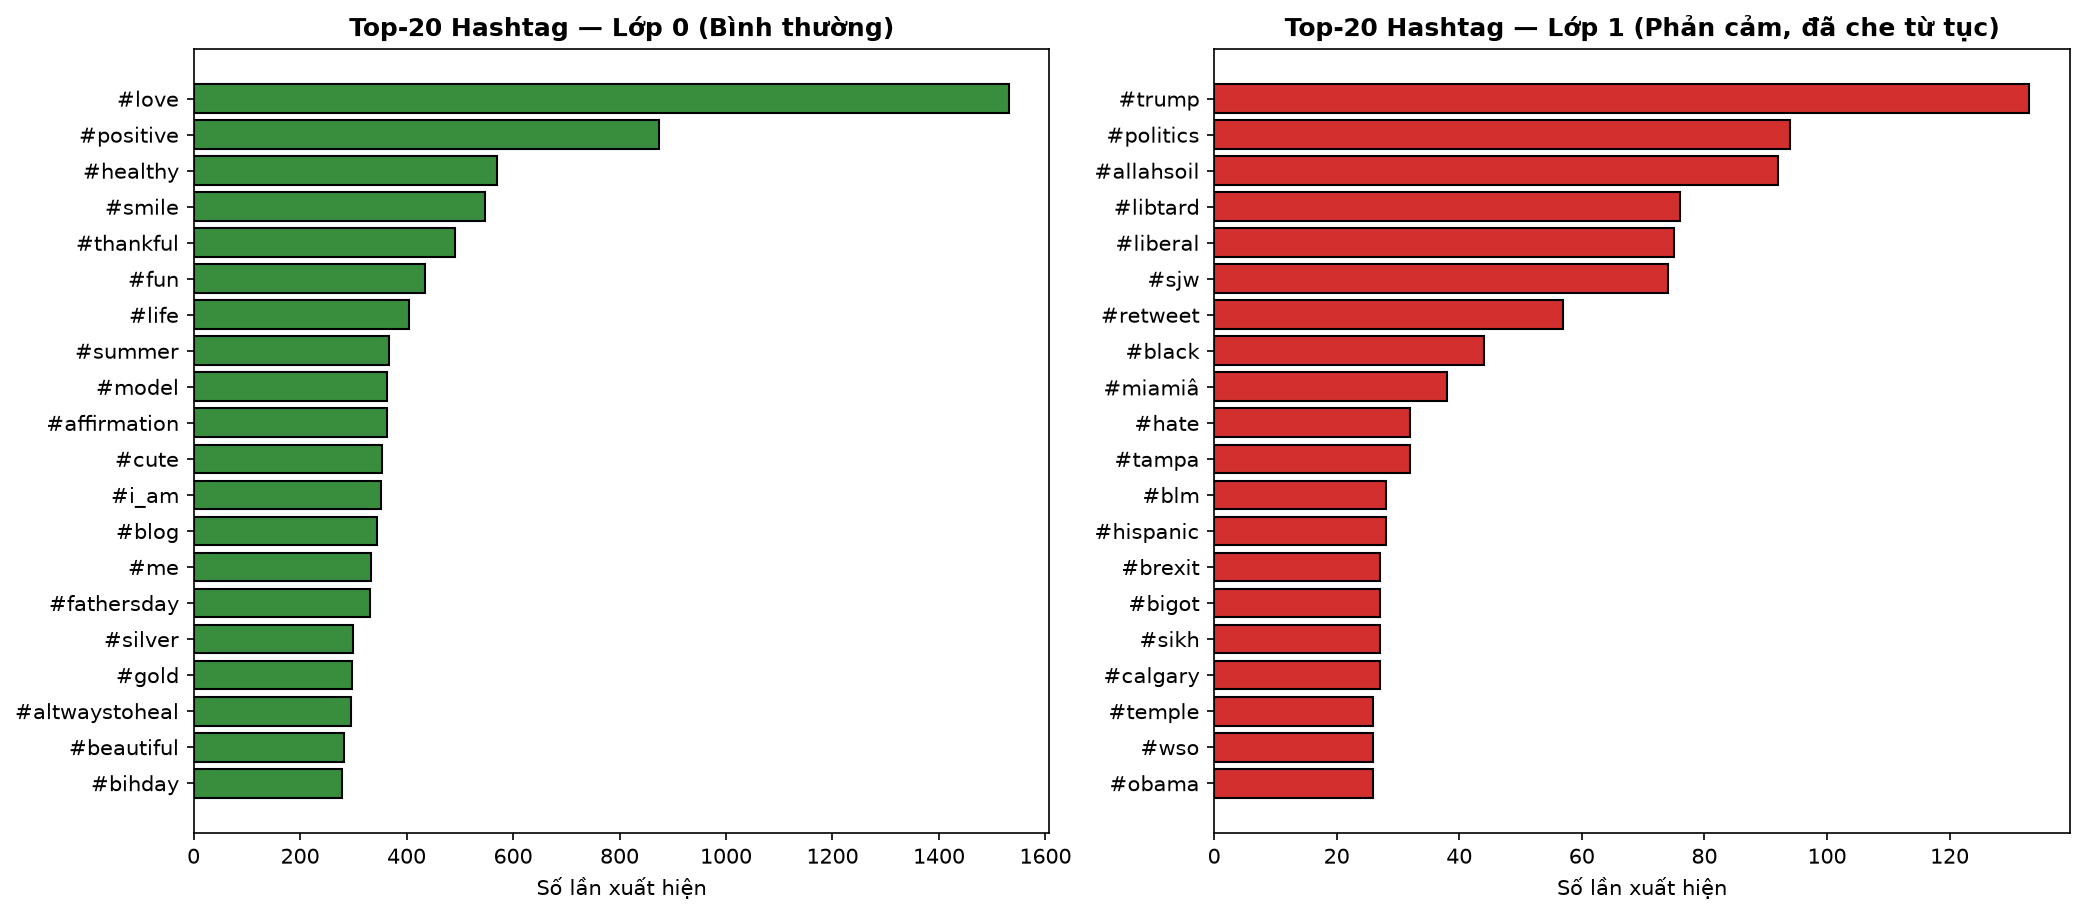 Top-20 Hashtag — Lớp 0 (Bình thường)
#love
#positive
#healthy
#smile
#thankful
#fun
#life
#summer
#model
#affirmation
#cute
#i_am
#blog
#me
#fathersday
#silver
#gold
#altwaystoheal
#beautiful
#bihday
0 200 400 600 800 1000 1200 1400 1600
Số lần xuất hiện
Top-20 Hashtag — Lớp 1 (Phản cảm, đã che từ tục)
#trump
#politics
#allahsoil
#libtard
#liberal
#sjw
#retweet
#black
#miamiâ
#hate
#tampa
#blm
#hispanic
#brexit
#bigot
#sikh
#calgary
#temple
#wso
#obama
0 20 40 60 80 100 120
Số lần xuất hiện